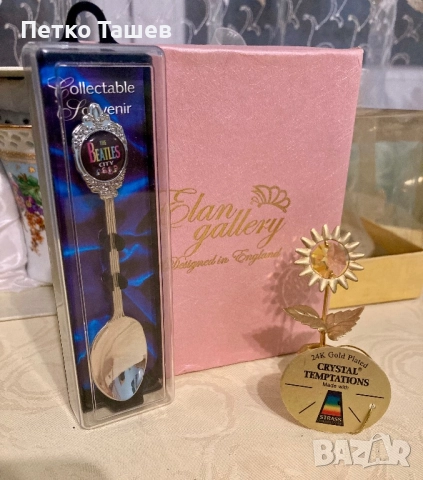 Петко Ташев
Collectable
Souvenir
THE
BEATLES
CITY
Elan
gallery
Designed in England
24K Gold Plated
CRYSTAL®
TEMPTATIONS
Made with
STRASS
BAZAR